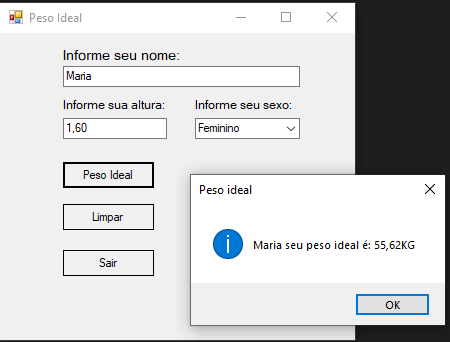 Peso Ideal
Informe seu nome:
Maria
Informe sua altura: Informe seu sexo:
1,60 Feminino
Peso Ideal
Limpar
Sair
Peso ideal
Maria seu peso ideal é: 55,62KG
OK